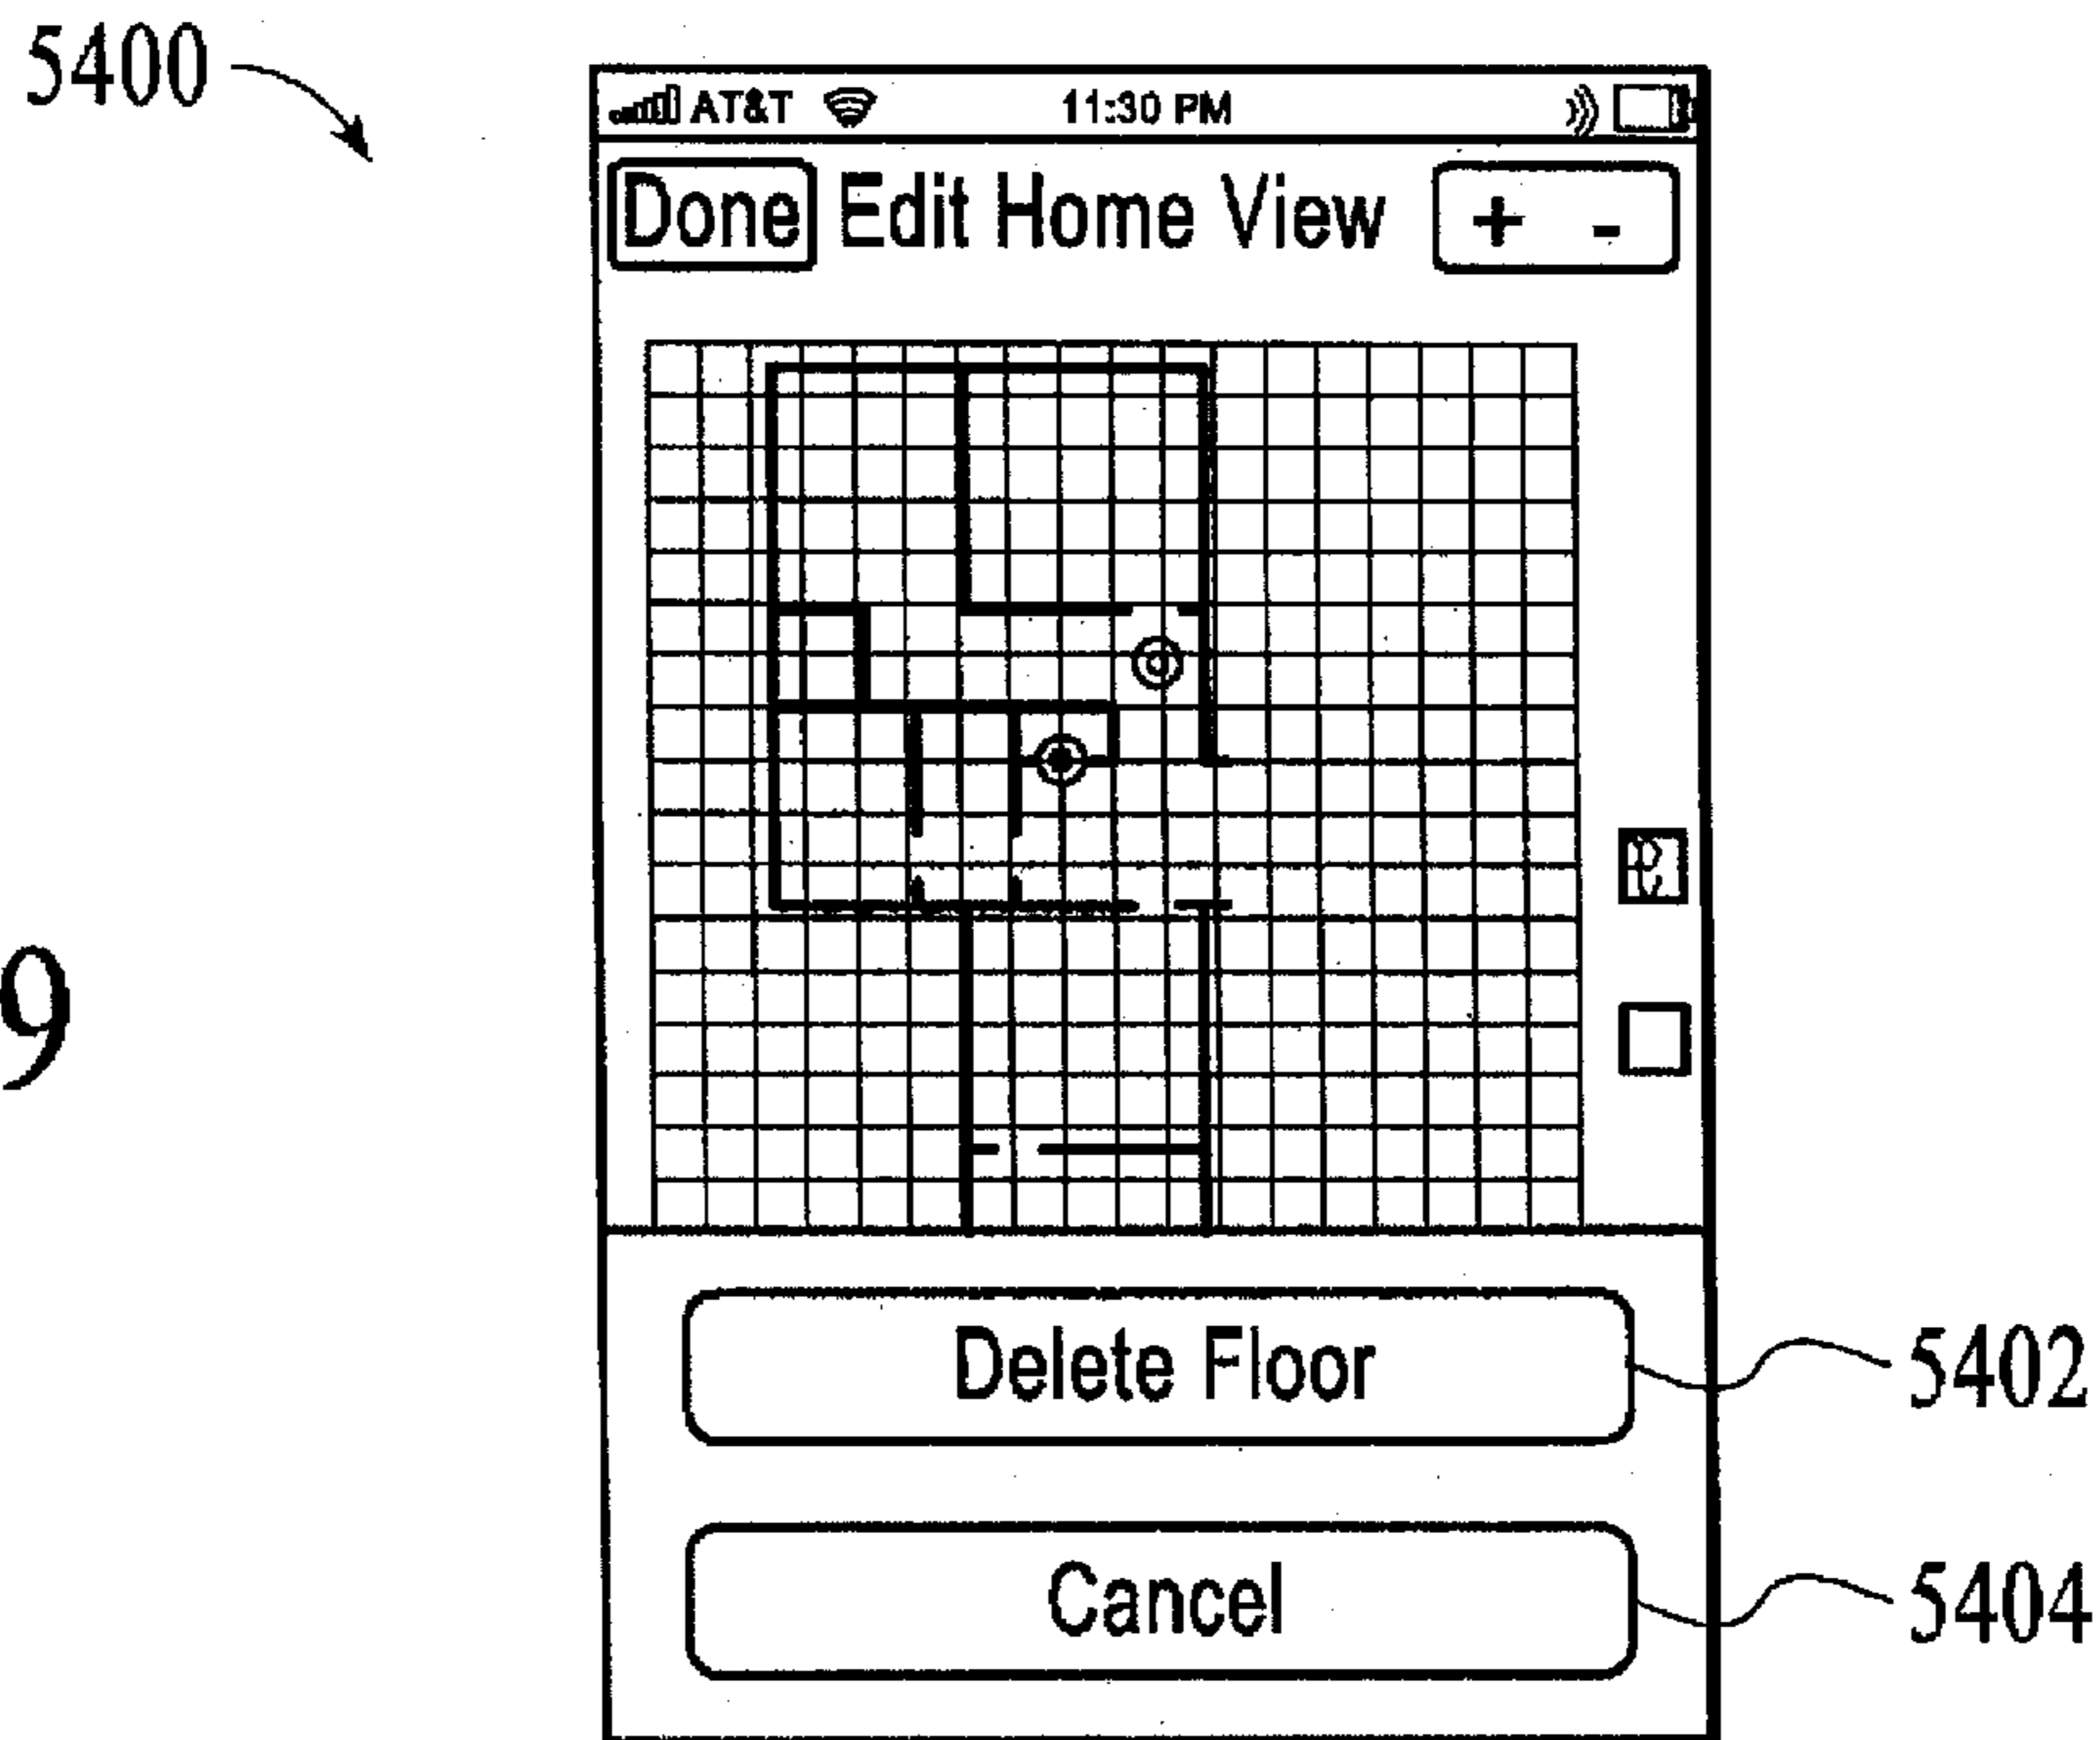 5400
AT&T 11:30 PM
Done Edit Home View + -
9
Delete Floor
5402
Cancel
5404